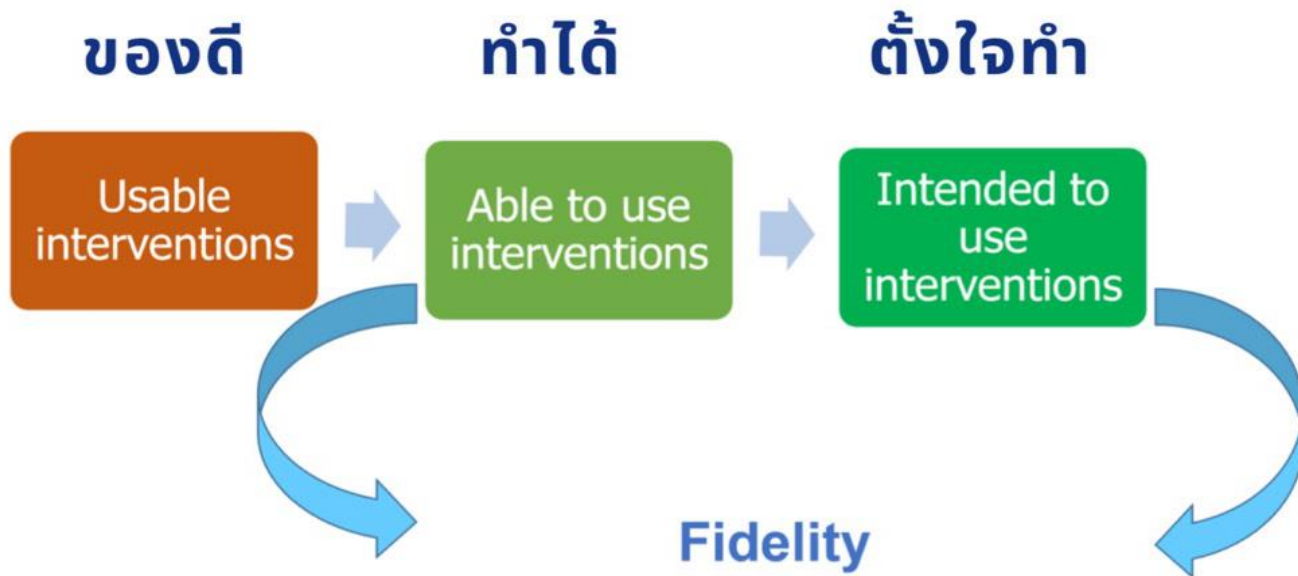 ของดี ทำได้ ตั้งใจทำ
Usable
interventions
Able to use
interventions
Intended to
use
interventions
Fidelity